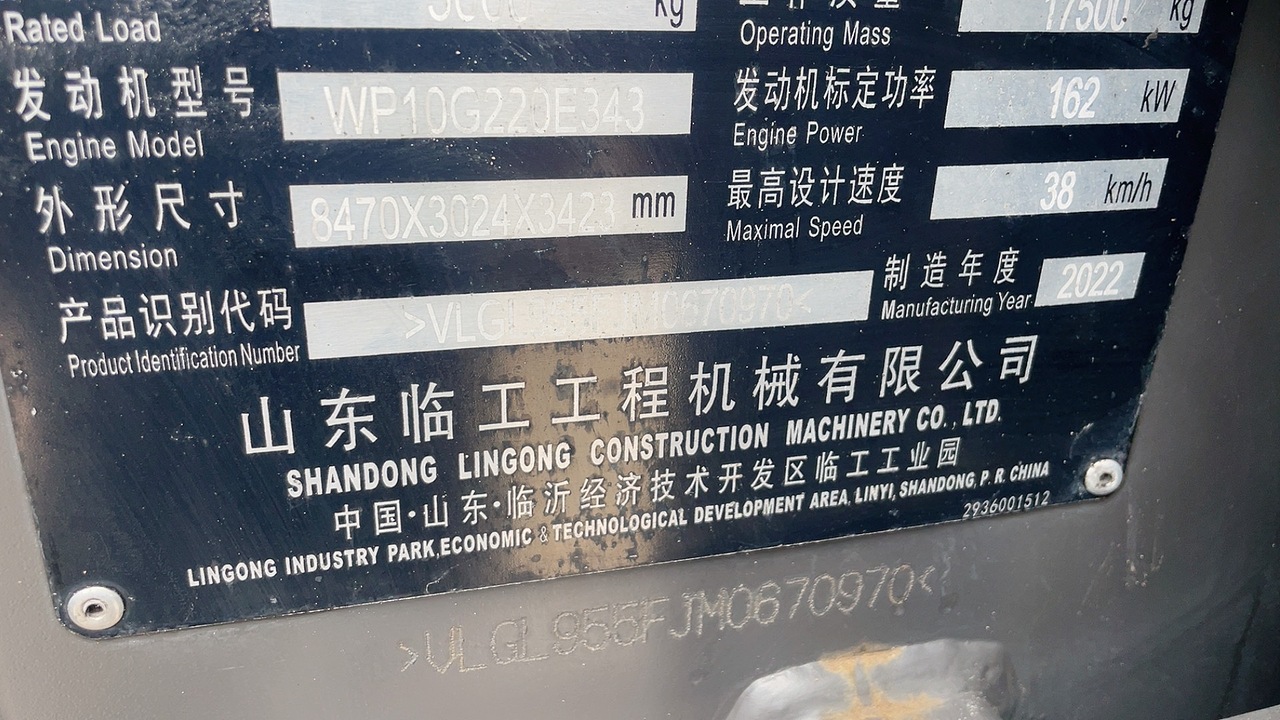 5000 kg
Rated Load
17500 kg
Operating Mass
发动机型号 WP10G220E343
Engine Model
发动机标定功率 162 kW
Engine Power
外形尺寸 8470X3024X3423 mm
Dimension
最高设计速度 38 km/h
Maximal Speed
产品识别代码
Product Identification Number
制造年度 2022
Manufacturing Year
山东临工工程机械有限公司
SHANDONG LINGONG CONSTRUCTION MACHINERY CO., LTD.
中国·山东·临沂经济技术开发区临工工业园
LINGONG INDUSTRY PARK,ECONOMIC & TECHNOLOGICAL DEVELOPMENT AREA, LINYI, SHANDONG, P. R. CHINA
2936001512
>VLGL955FJM0670970<